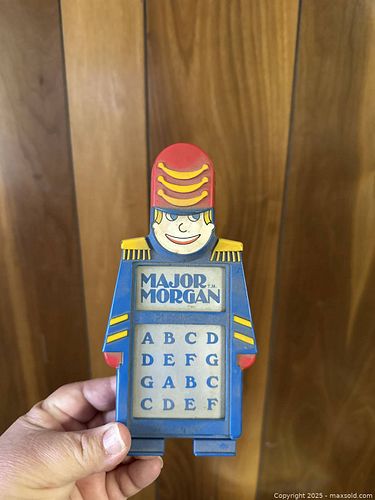 MAJOR
MORGAN
T.M.
A B C D
D E F G
G A B C
C D E F
Copyright 2025 - maxsold.com